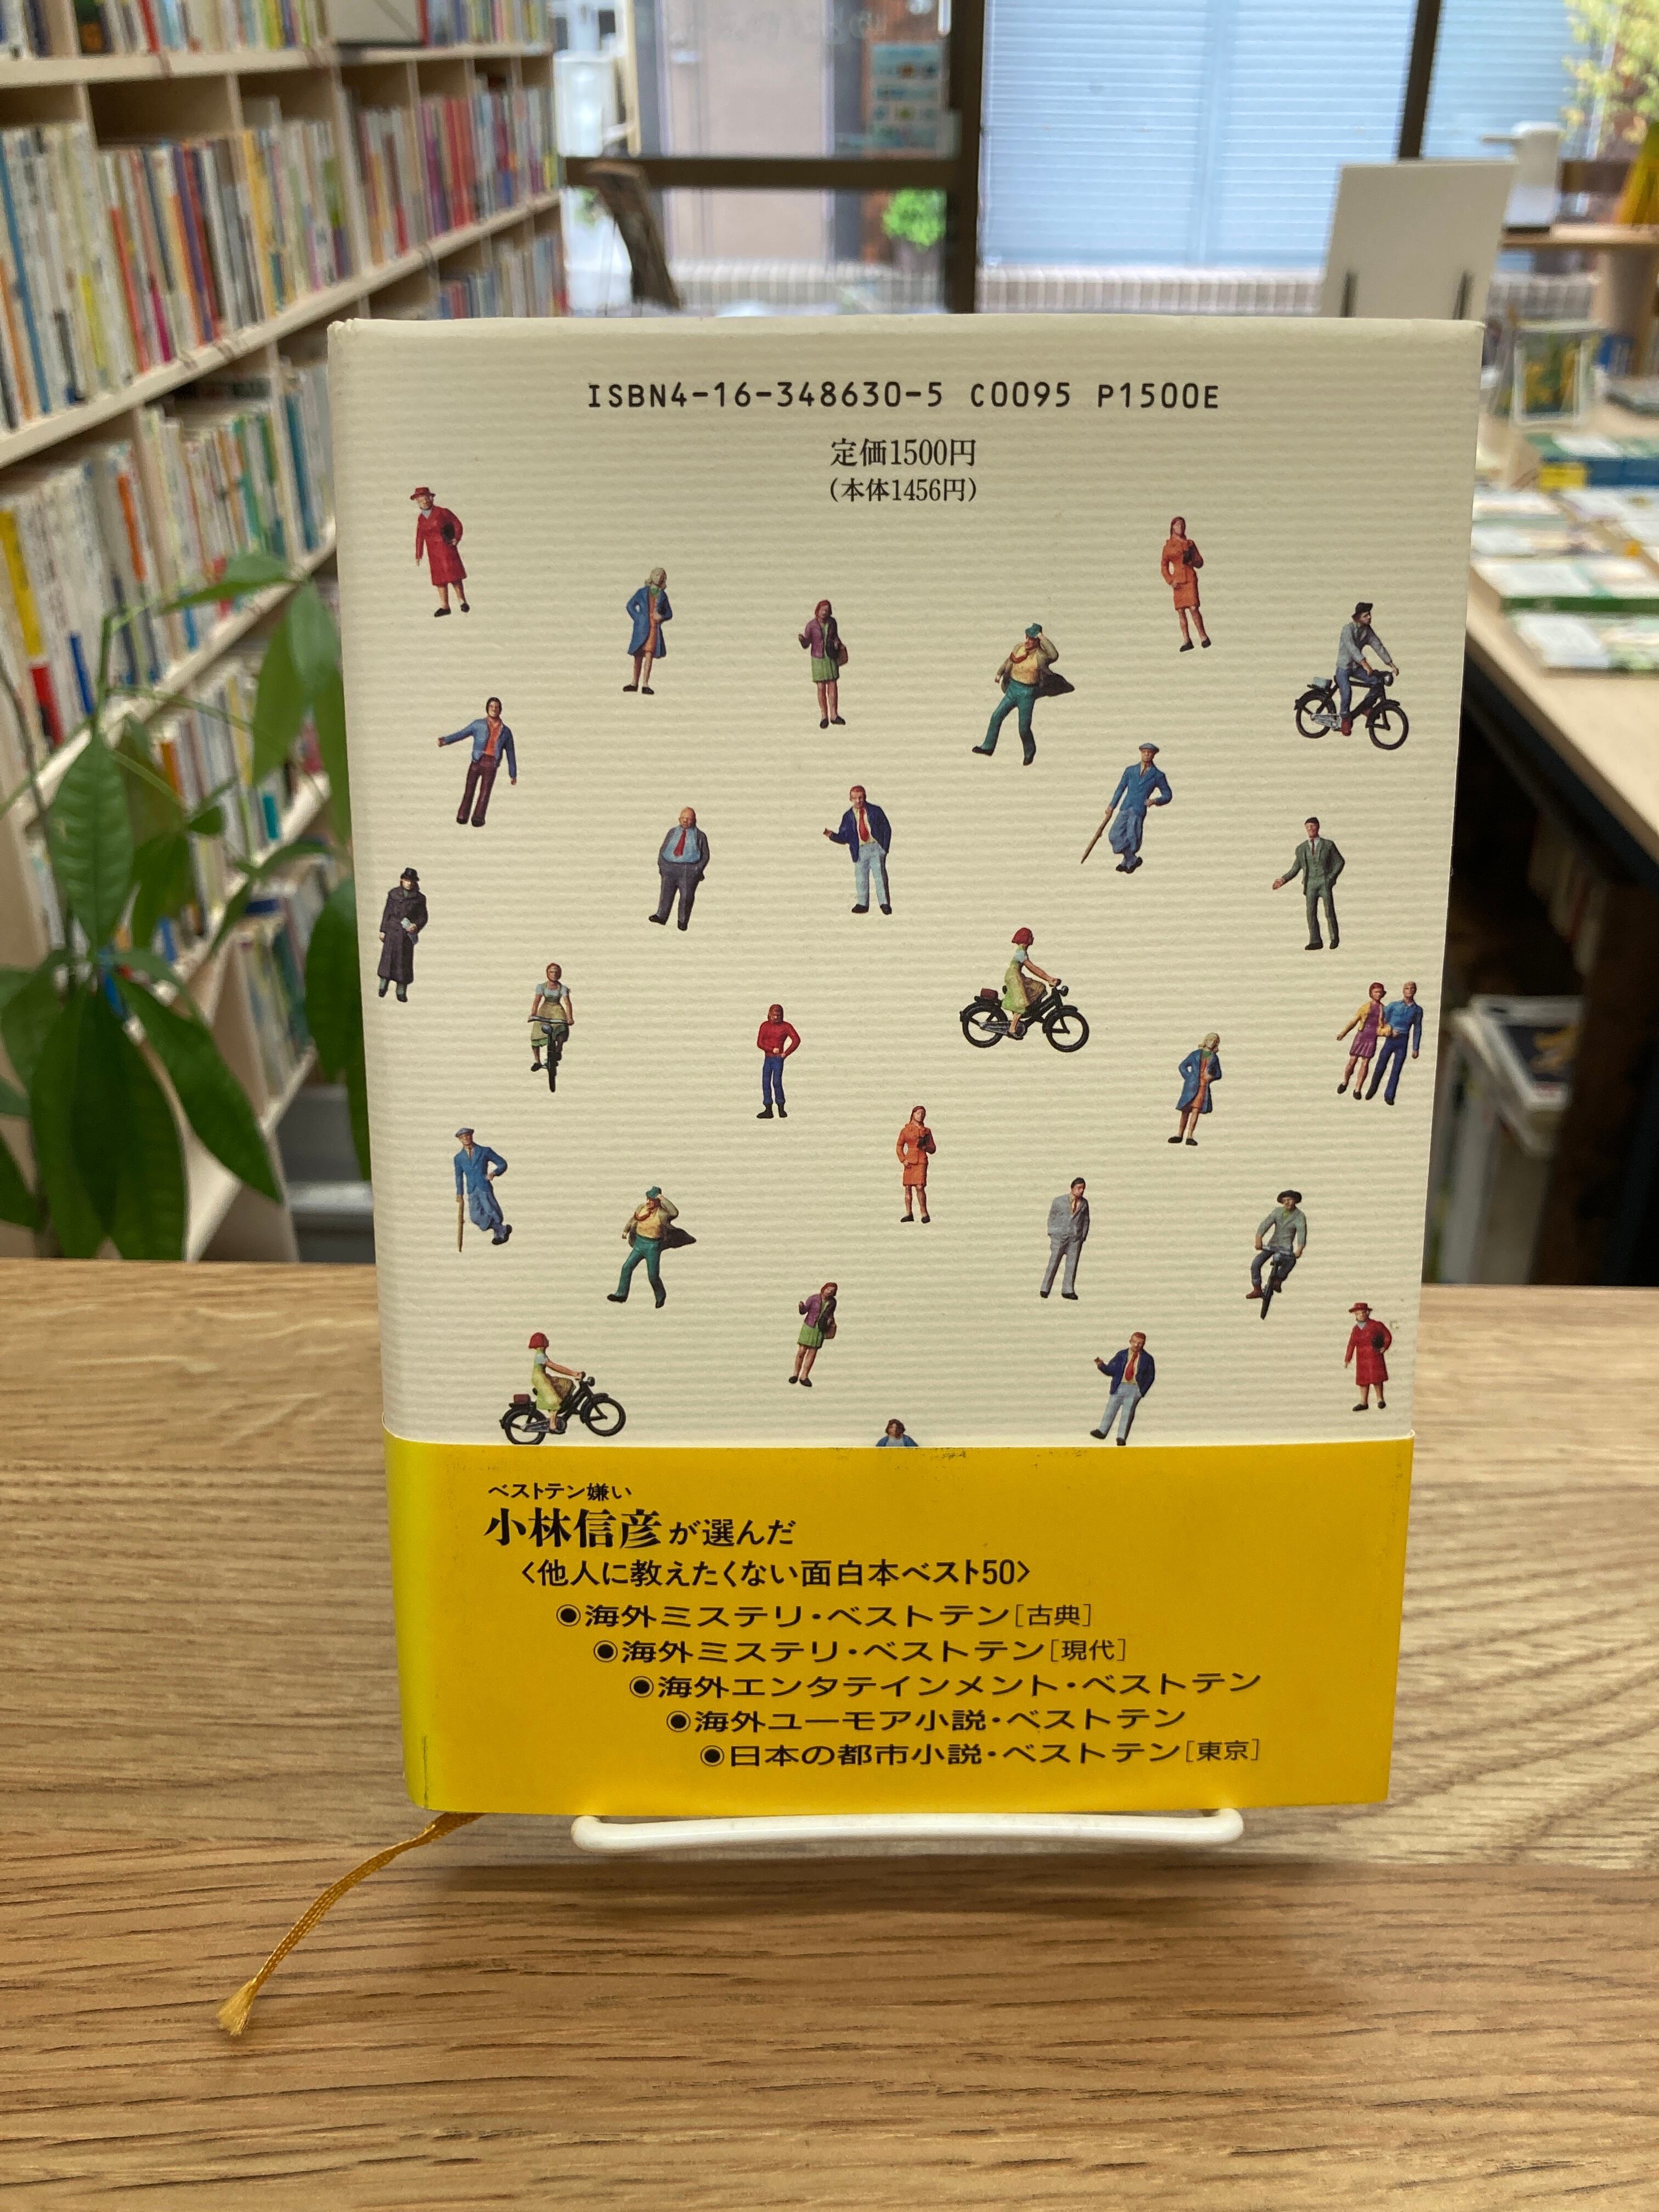 ISBN4-16-348630-5 C0095 P1500E
定価1500円
(本体1456円)
ベストテン嫌い
小林信彦が選んだ
〈他人に教えたくない面白本ベスト50〉
◉海外ミステリ・ベストテン[古典]
◉海外ミステリ・ベストテン[現代]
◉海外エンタテインメント・ベストテン
◉海外ユーモア小説・ベストテン
◉日本の都市小説・ベストテン[東京]